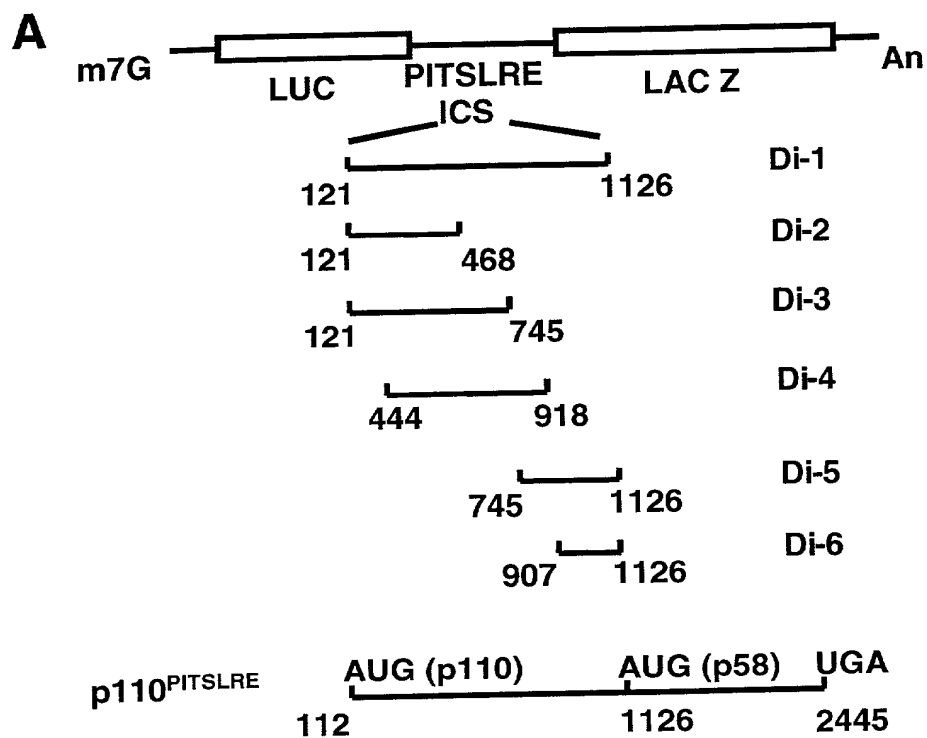 A
m7G LUC PITSLRE LAC Z An
ICS
121 1126 Di-1
121 468 Di-2
121 745 Di-3
444 918 Di-4
745 1126 Di-5
907 1126 Di-6
p110PITSLRE AUG (p110) AUG (p58) UGA
112 1126 2445